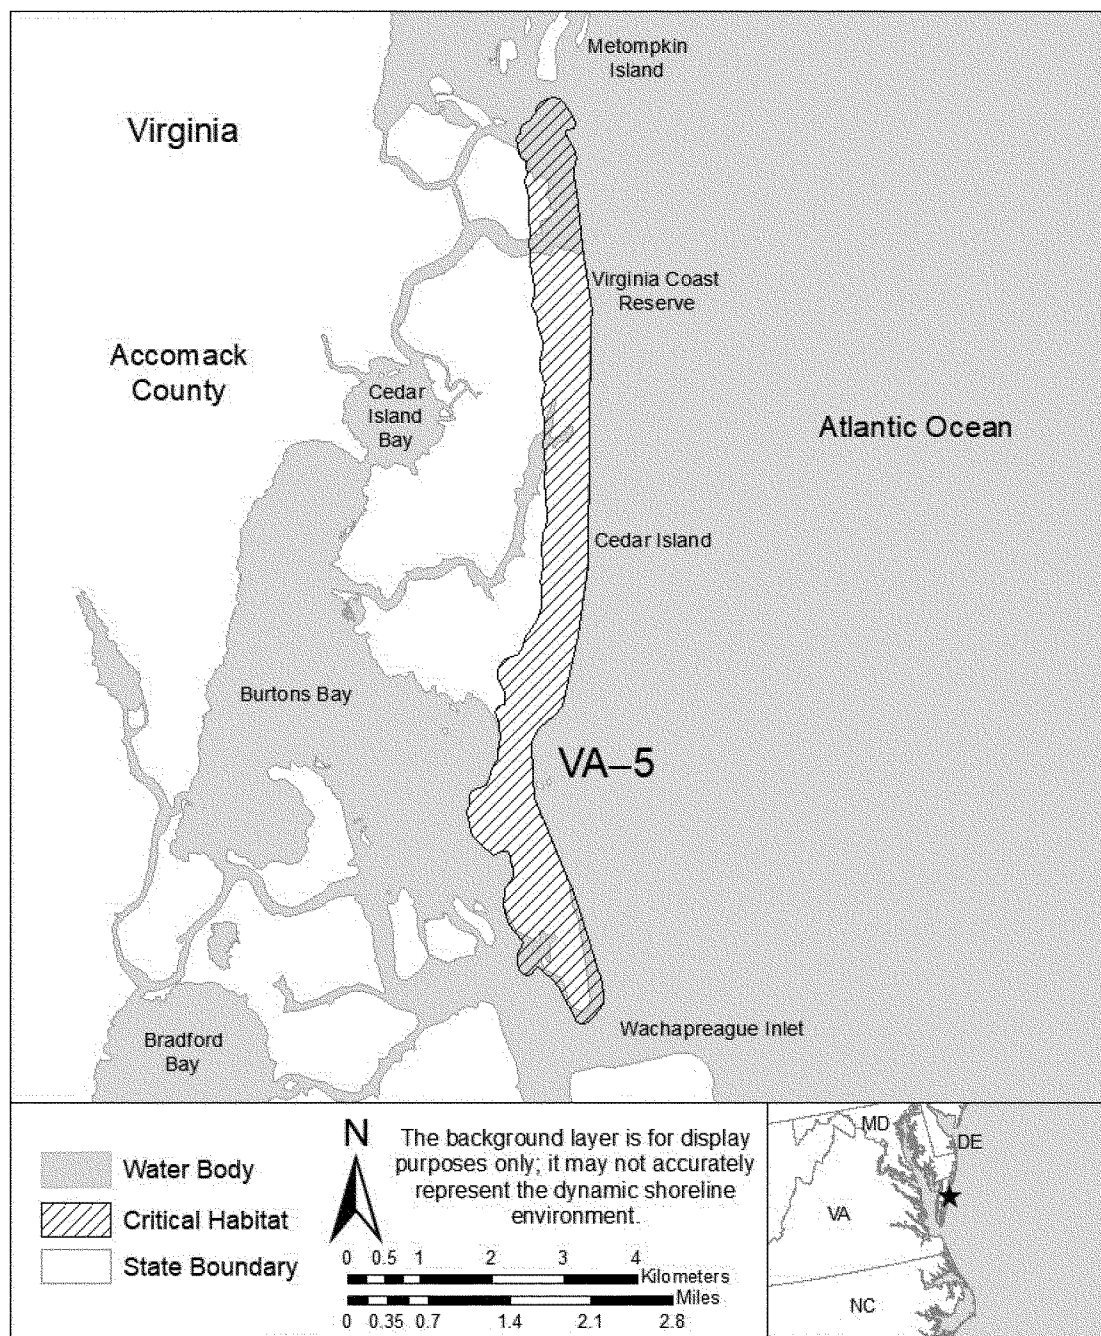 Metompkin
Island
Virginia
Virginia Coast
Reserve
Accomack
County
Cedar
Island
Bay
Atlantic Ocean
Cedar Island
Burtons Bay
VA–5
Wachapreague Inlet
Bradford
Bay
Water Body
Critical Habitat
State Boundary
N
The background layer is for display
purposes only; it may not accurately
represent the dynamic shoreline
environment.
0 0.5 1 2 3 4
Kilometers
Miles
0 0.35 0.7 1.4 2.1 2.8
MD
DE
VA
NC